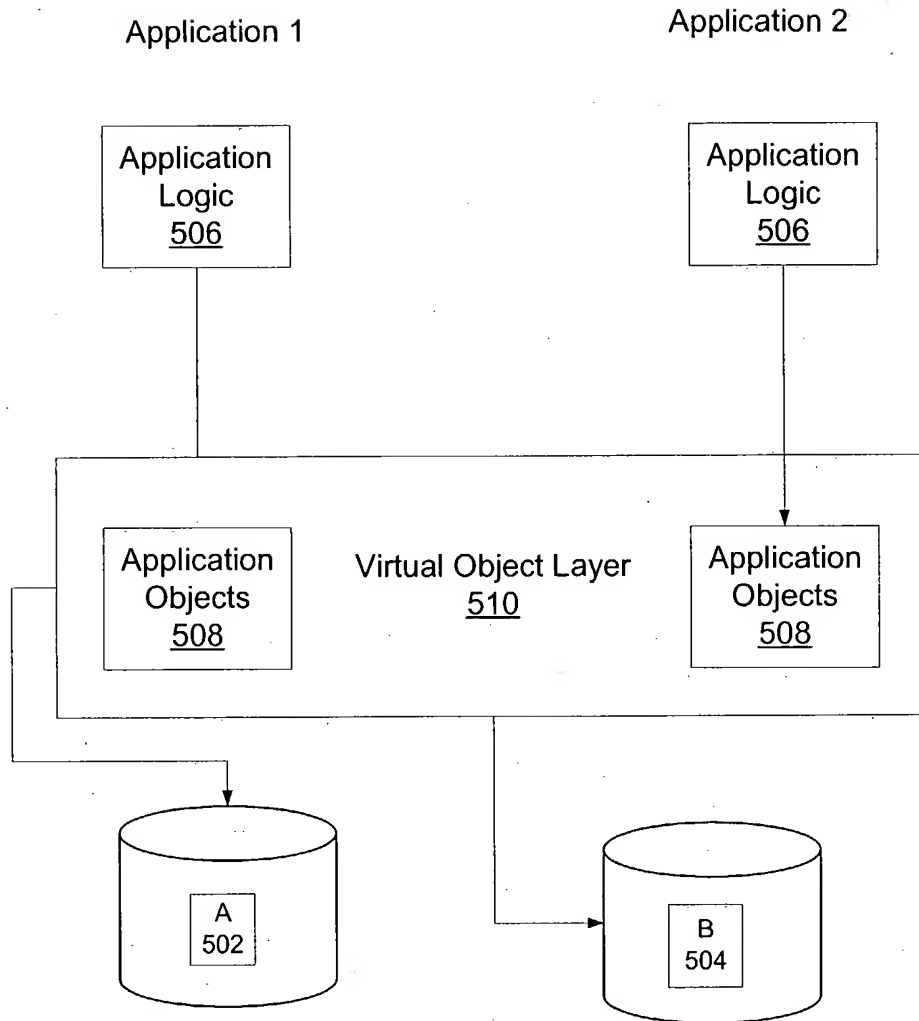 Application 1
Application 2
Application
Logic
506
Application
Logic
506
Application
Objects
508
Virtual Object Layer
510
Application
Objects
508
A
502
B
504